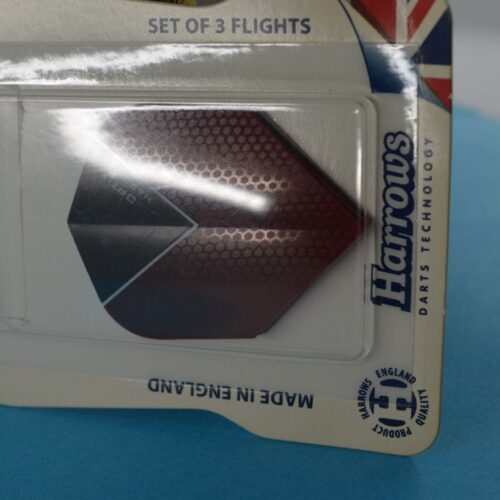 SET OF 3 FLIGHTS
Harrows
DARTS TECHNOLOGY
MADE IN ENGLAND
HARROWS ENGLAND
QUALITY PRODUCT